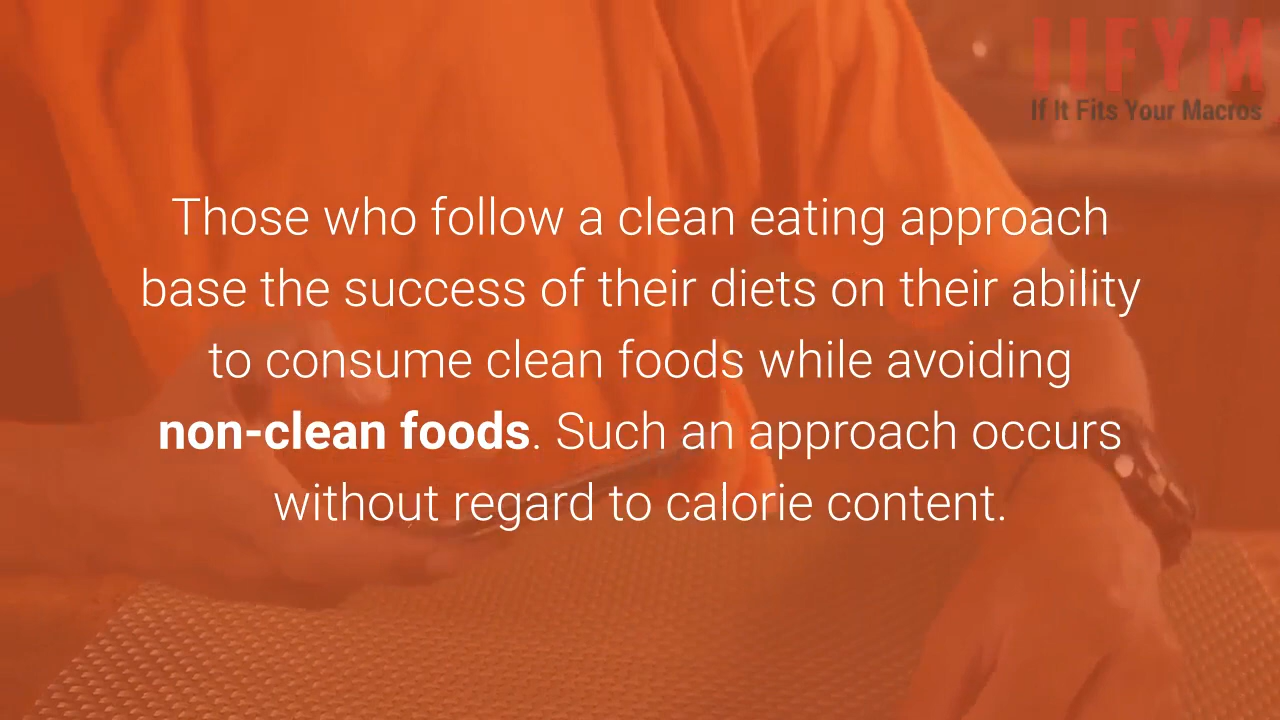 IIFYM
If It Fits Your Macros
Those who follow a clean eating approach
base the success of their diets on their ability
to consume clean foods while avoiding
non-clean foods. Such an approach occurs
without regard to calorie content.